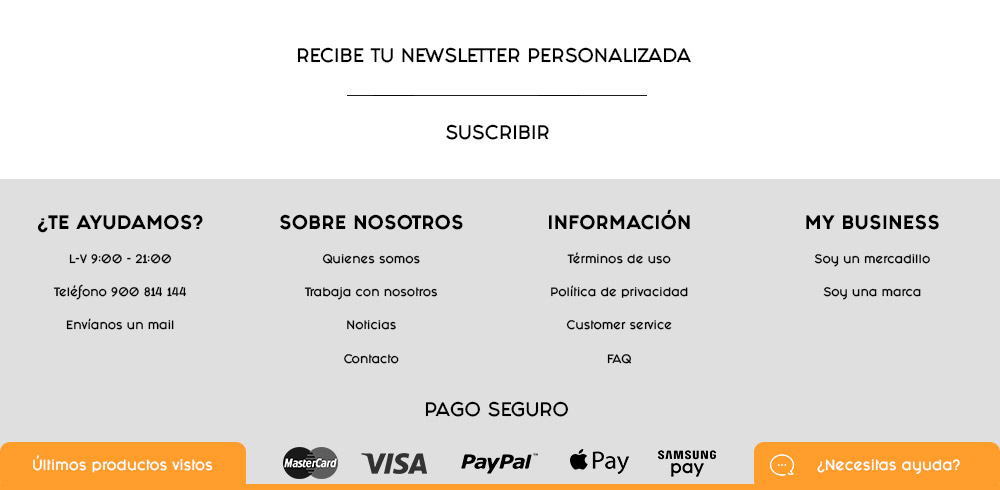 RECIBE TU NEWSLETTER PERSONALIZADA
SUSCRIBIR
¿TE AYUDAMOS?
L-V 9:00 - 21:00
Teléfono 900 814 144
Envíanos un mail
SOBRE NOSOTROS
Quienes somos
Trabaja con nosotros
Noticias
Contacto
INFORMACIÓN
Términos de uso
Política de privacidad
Customer service
FAQ
MY BUSINESS
Soy un mercadillo
Soy una marca
PAGO SEGURO
Últimos productos vistos
MasterCard
VISA
PayPal™
Pay
SAMSUNG
pay
¿Necesitas ayuda?